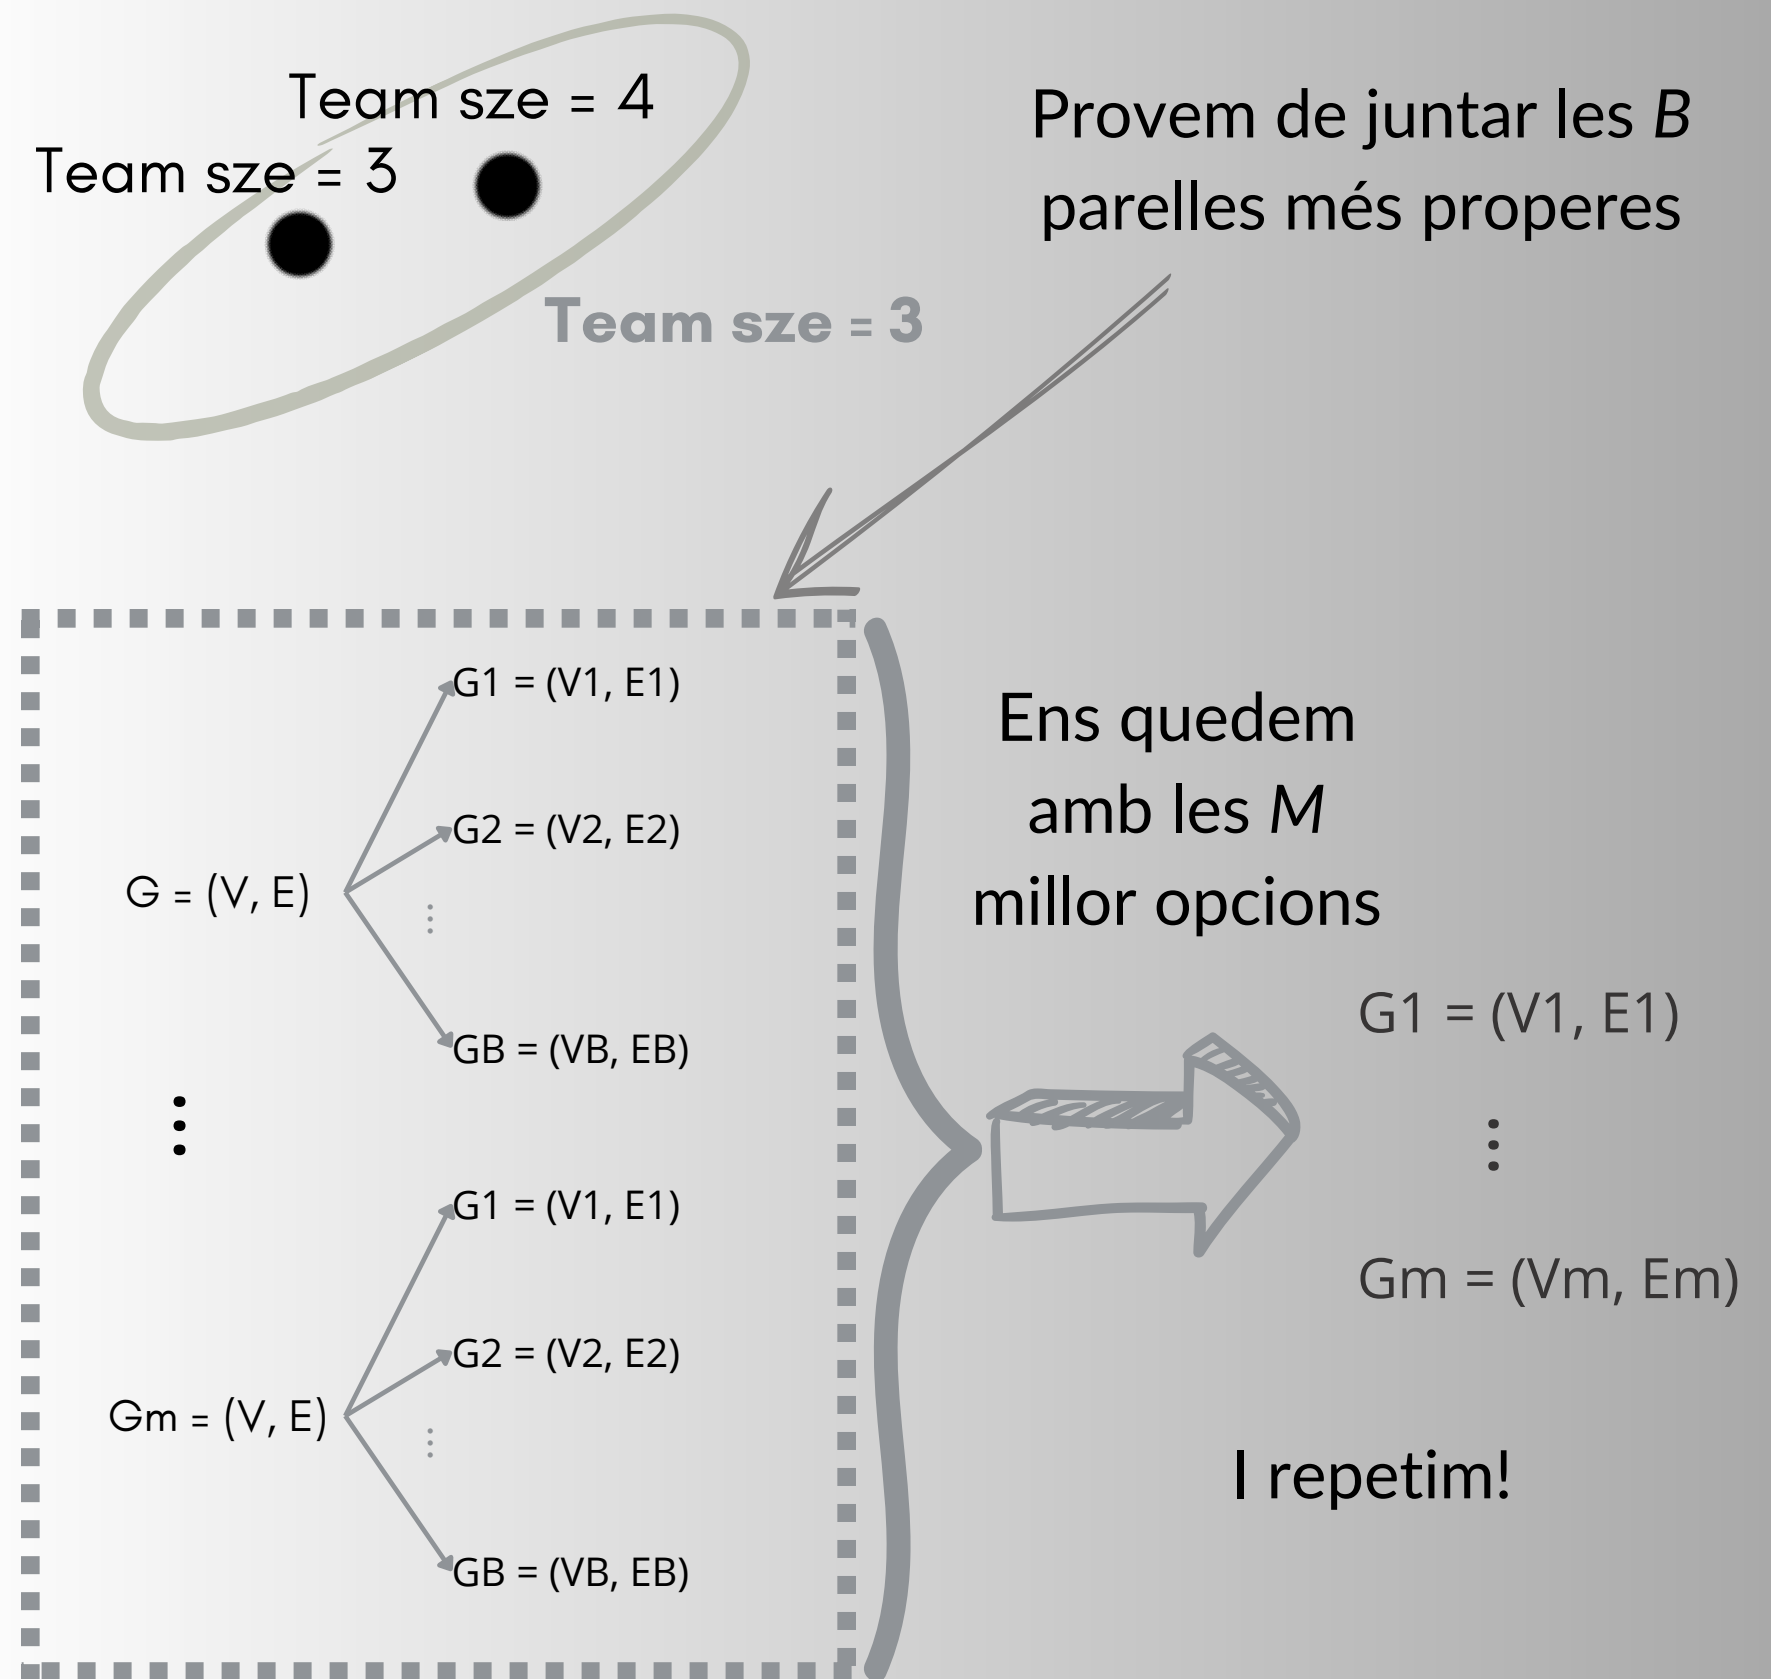 Team sze = 4
Team sze = 3
Team sze = 3
Provem de juntar les B
parelles més properes
G1 = (V1, E1)
G2 = (V2, E2)
G = (V, E)
⋮
GB = (VB, EB)
⋮
G1 = (V1, E1)
G2 = (V2, E2)
Gm = (V, E)
⋮
GB = (VB, EB)
Ens quedem
amb les M
millor opcions
G1 = (V1, E1)
⋮
Gm = (Vm, Em)
I repetim!